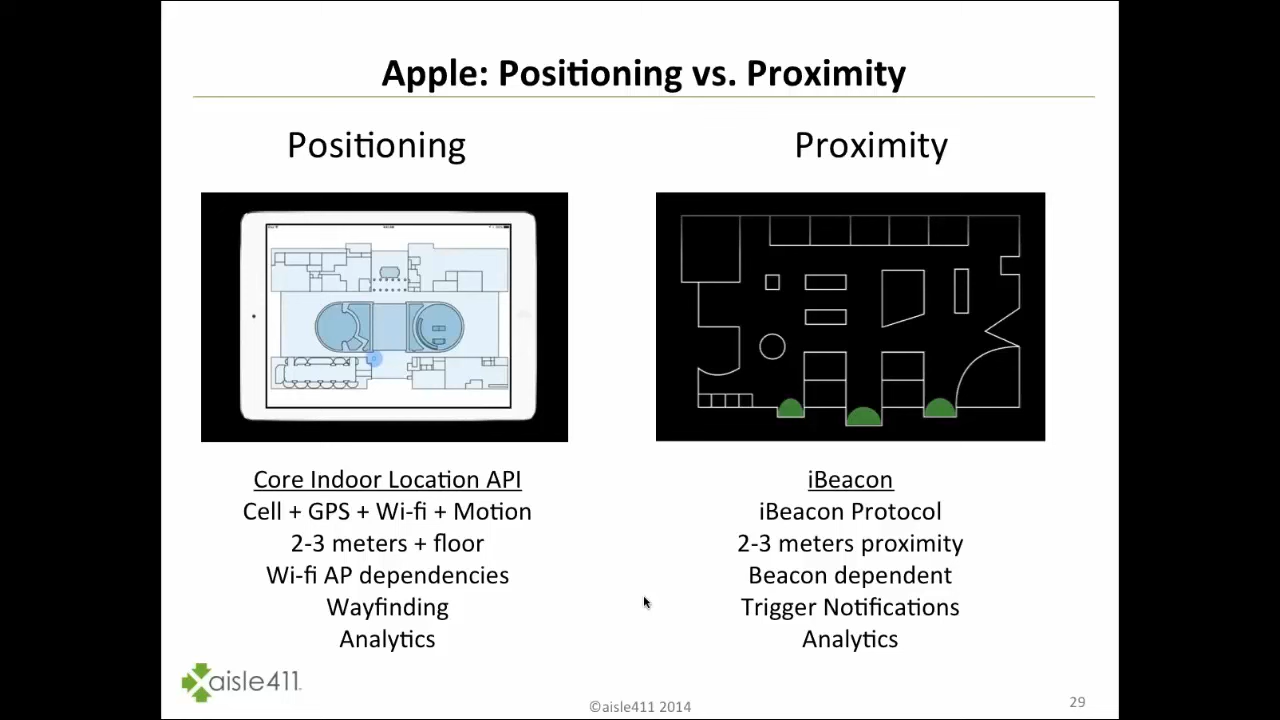 Apple: Positioning vs. Proximity
Positioning
Core Indoor Location API
Cell + GPS + Wi-fi + Motion
2-3 meters + floor
Wi-fi AP dependencies
Wayfinding
Analytics
Proximity
iBeacon
iBeacon Protocol
2-3 meters proximity
Beacon dependent
Trigger Notifications
Analytics
aisle411
©aisle411 2014
29